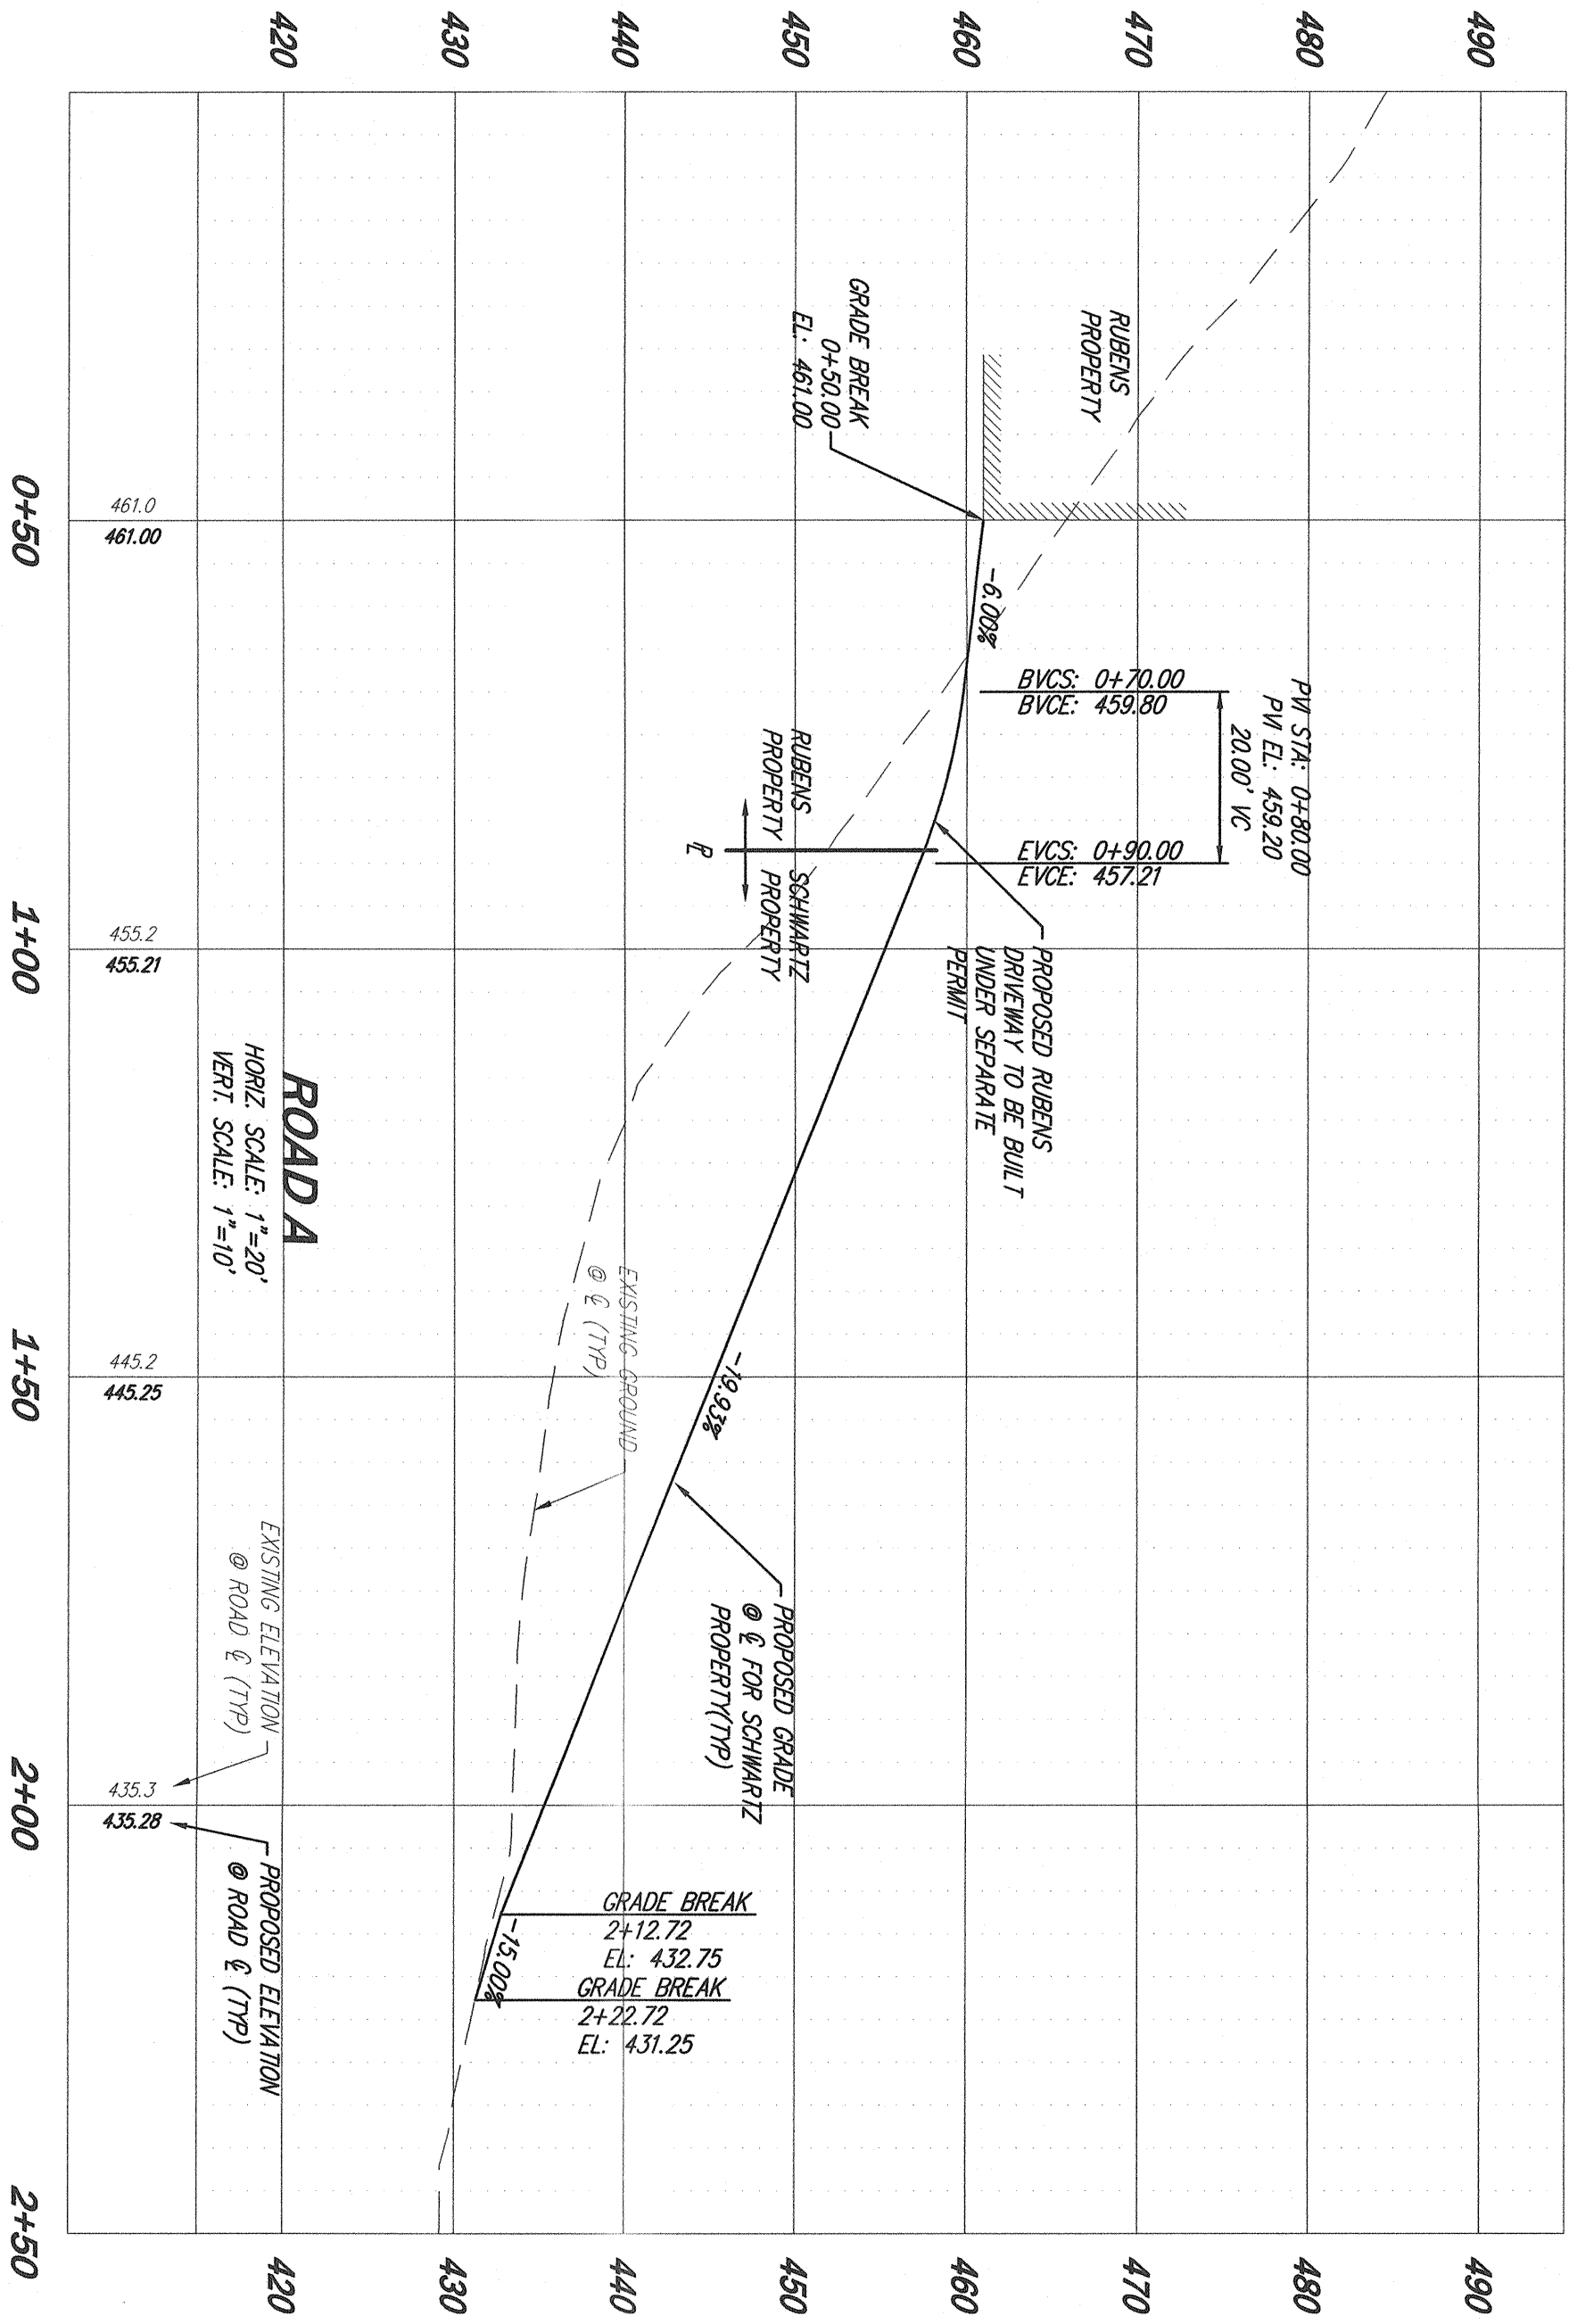 490
480
470
460
450
440
430
420
RUBENS
PROPERTY
GRADE BREAK
0+50.00
EL: 461.00
-6.00%
PVI STA: 0+80.00
PVI EL: 459.20
20.00' VC
BVCS: 0+70.00
BVCE: 459.80
EVCS: 0+90.00
EVCE: 457.21
RUBENS
PROPERTY
SCHWARTZ
PROPERTY
PL
PROPOSED RUBENS
DRIVEWAY TO BE BUILT
UNDER SEPARATE
PERMIT
-19.93%
EXISTING GROUND
@ CL (TYP)
PROPOSED GRADE
@ CL FOR SCHWARTZ
PROPERTY(TYP)
GRADE BREAK
2+12.72
EL: 432.75
-15.00%
GRADE BREAK
2+22.72
EL: 431.25
ROAD A
HORIZ. SCALE: 1"=20'
VERT. SCALE: 1"=10'
EXISTING ELEVATION
@ ROAD CL (TYP)
PROPOSED ELEVATION
@ ROAD CL (TYP)
461.0
461.00
455.2
455.21
445.2
445.25
435.3
435.28
0+50
1+00
1+50
2+00
2+50
490
480
470
460
450
440
430
420